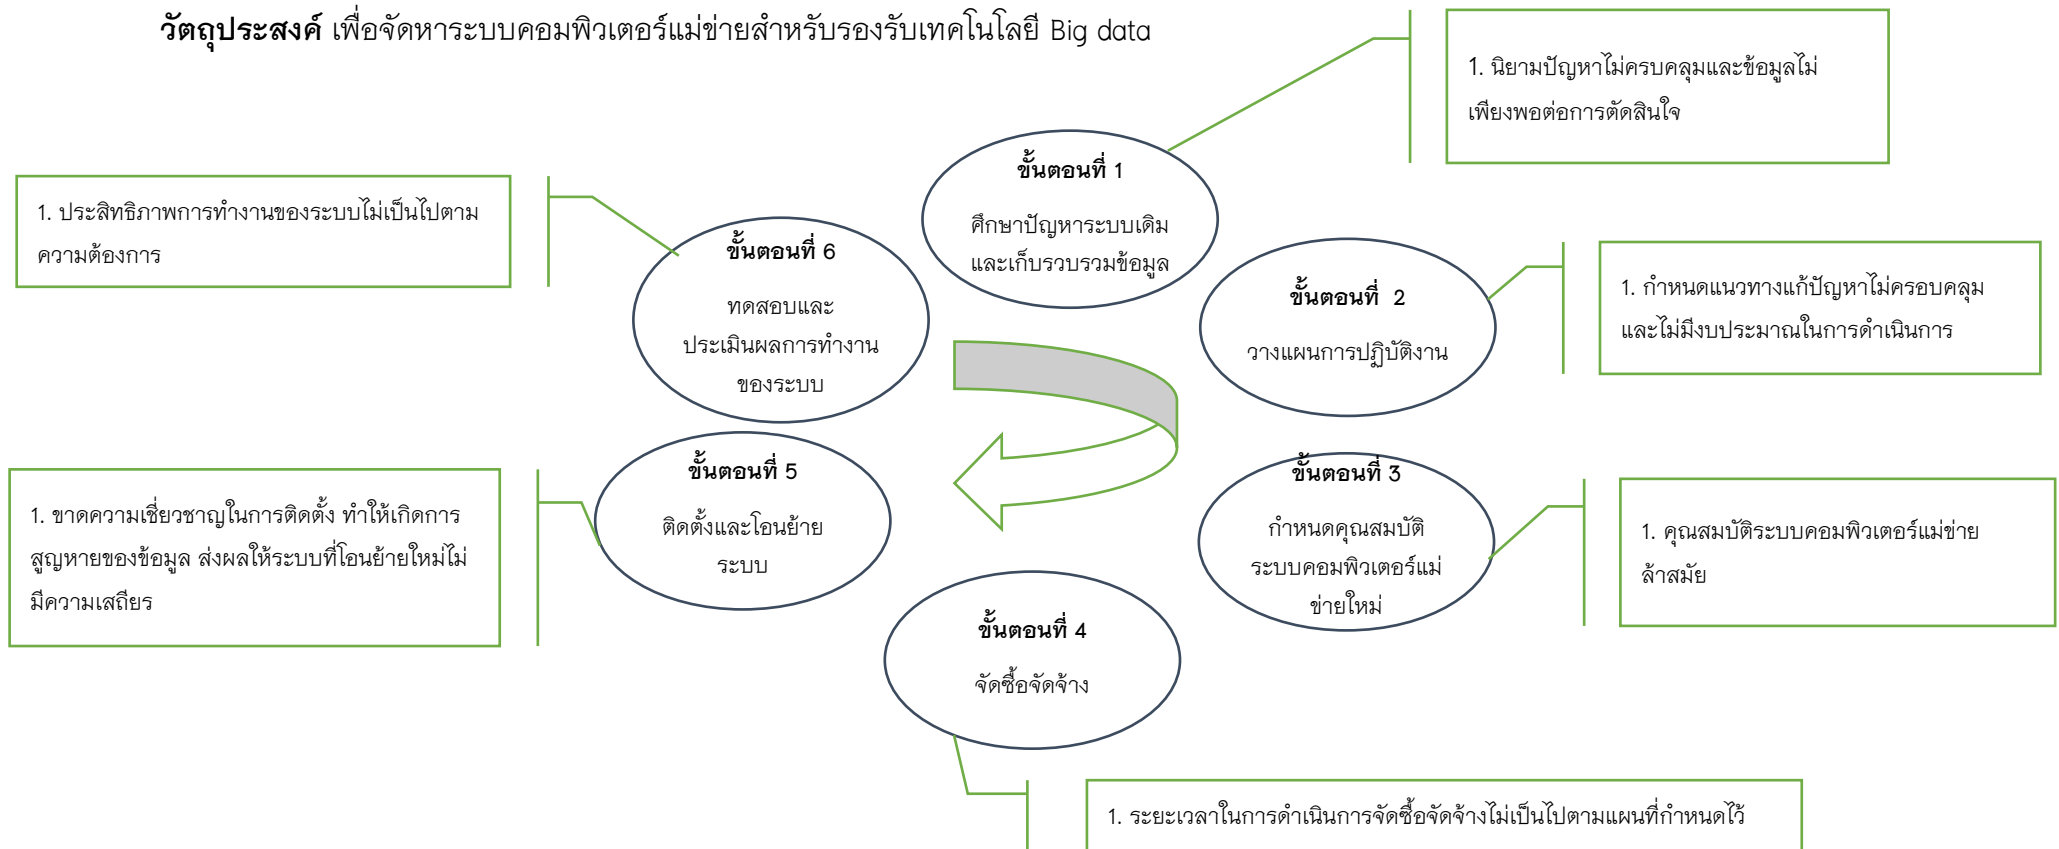 วัตถุประสงค์ เพื่อจัดหาระบบคอมพิวเตอร์แม่ข่ายสำหรับรองรับเทคโนโลยี Big data
1. นิยามปัญหาไม่ครบคลุมและข้อมูลไม่
เพียงพอต่อการตัดสินใจ
ขั้นตอนที่ 1
ศึกษาปัญหาระบบเดิม
และเก็บรวบรวมข้อมูล
1. กำหนดแนวทางแก้ปัญหาไม่ครอบคลุม
และไม่มีงบประมาณในการดำเนินการ
ขั้นตอนที่ 2
วางแผนการปฏิบัติงาน
1. คุณสมบัติระบบคอมพิวเตอร์แม่ข่าย
ล้าสมัย
ขั้นตอนที่ 3
กำหนดคุณสมบัติ
ระบบคอมพิวเตอร์แม่
ข่ายใหม่
ขั้นตอนที่ 4
จัดซื้อจัดจ้าง
1. ระยะเวลาในการดำเนินการจัดซื้อจัดจ้างไม่เป็นไปตามแผนที่กำหนดไว้
ขั้นตอนที่ 5
ติดตั้งและโอนย้าย
ระบบ
1. ขาดความเชี่ยวชาญในการติดตั้ง ทำให้เกิดการ
สูญหายของข้อมูล ส่งผลให้ระบบที่โอนย้ายใหม่ไม่
มีความเสถียร
ขั้นตอนที่ 6
ทดสอบและ
ประเมินผลการทำงาน
ของระบบ
1. ประสิทธิภาพการทำงานของระบบไม่เป็นไปตาม
ความต้องการ